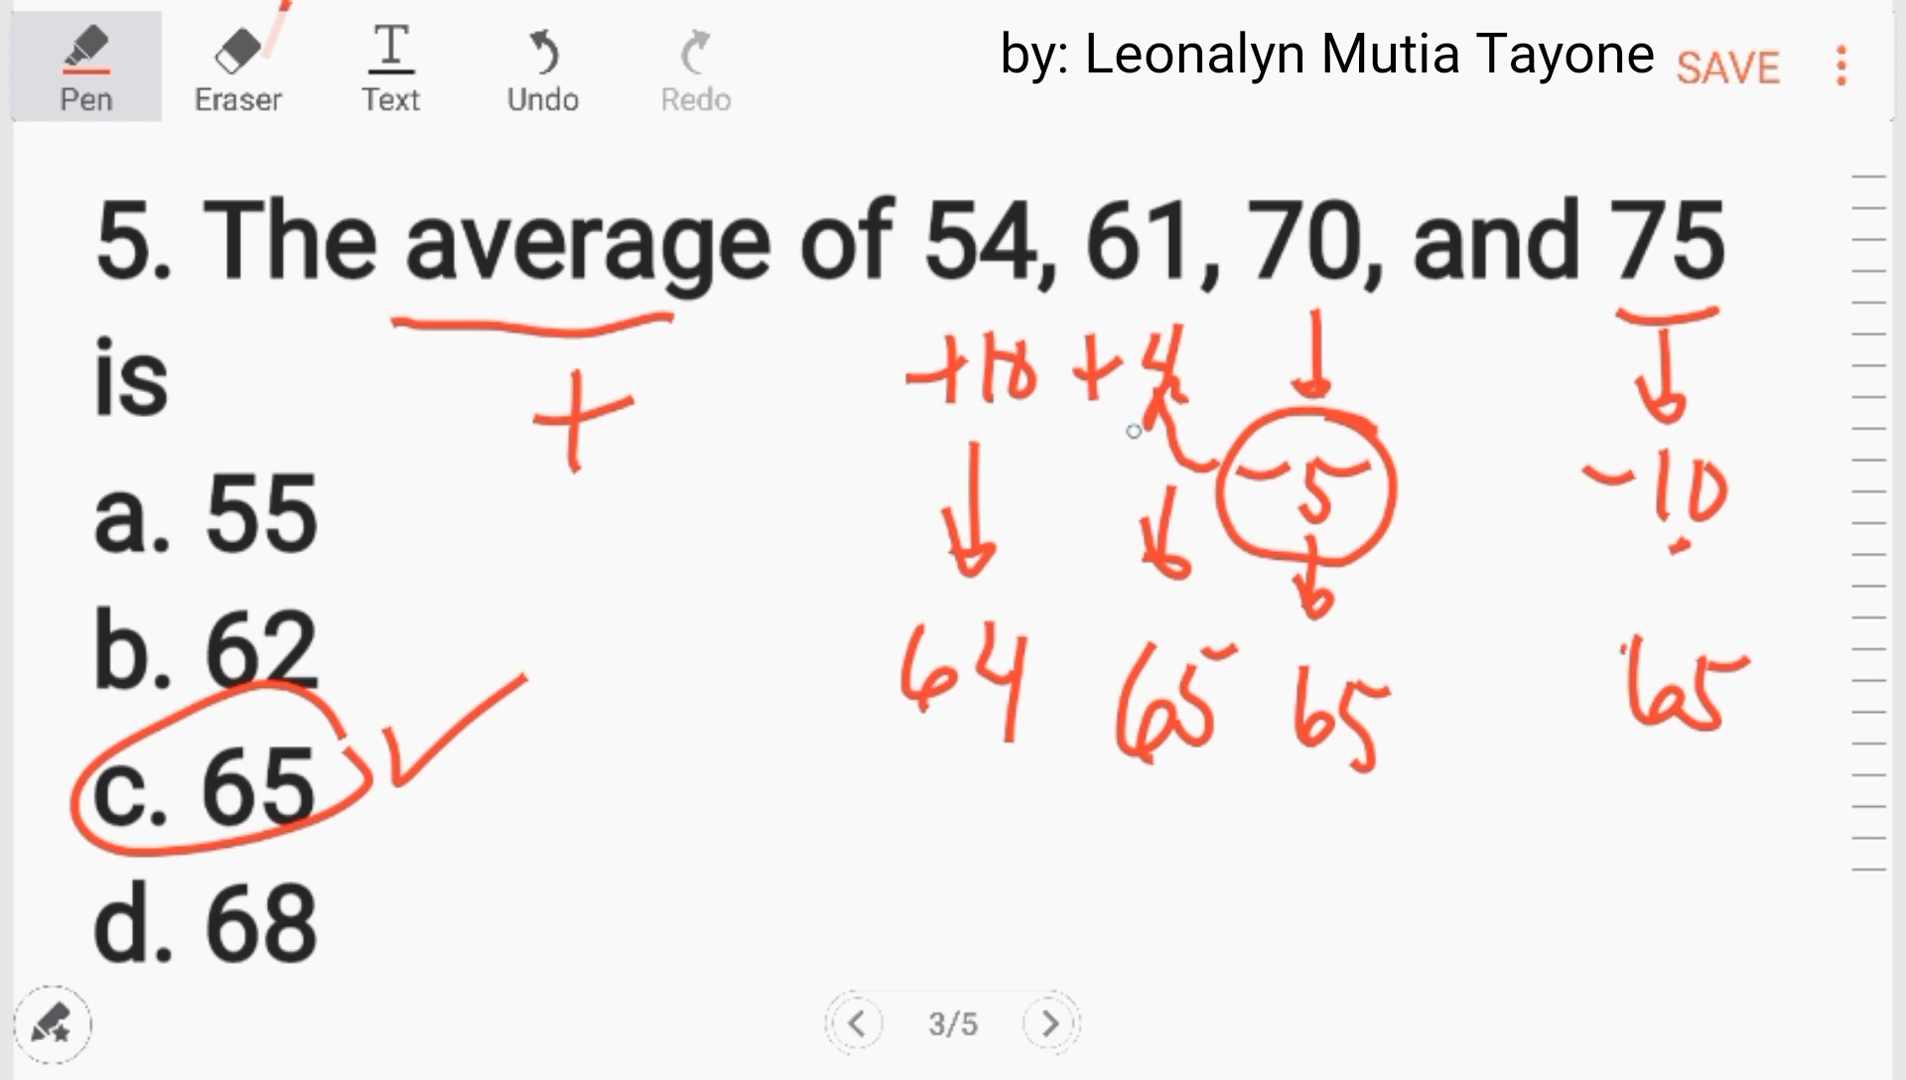 by: Leonalyn Mutia Tayone
SAVE
Pen
Eraser
Text
Undo
Redo
5. The average of 54, 61, 70, and 75
is
+
+10 +4
- 5
-10
a. 55
b. 62
64 65 65 65
c. 65
d. 68
3/5